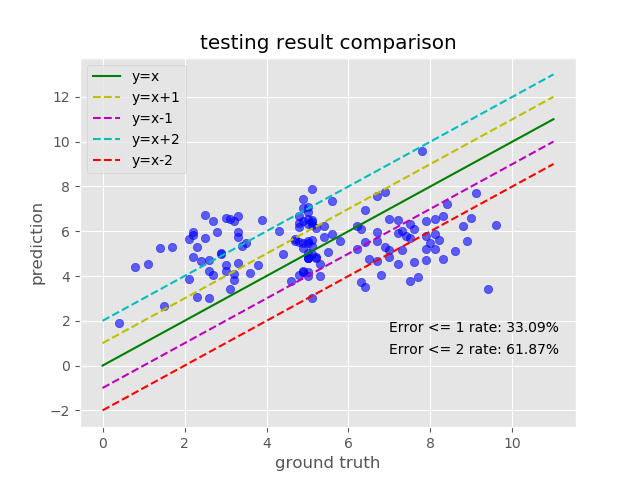 testing result comparison
y=x
y=x+1
y=x-1
y=x+2
y=x-2
12
10
8
6
4
2
0
−2
prediction
Error <= 1 rate: 33.09%
Error <= 2 rate: 61.87%
0 2 4 6 8 10
ground truth